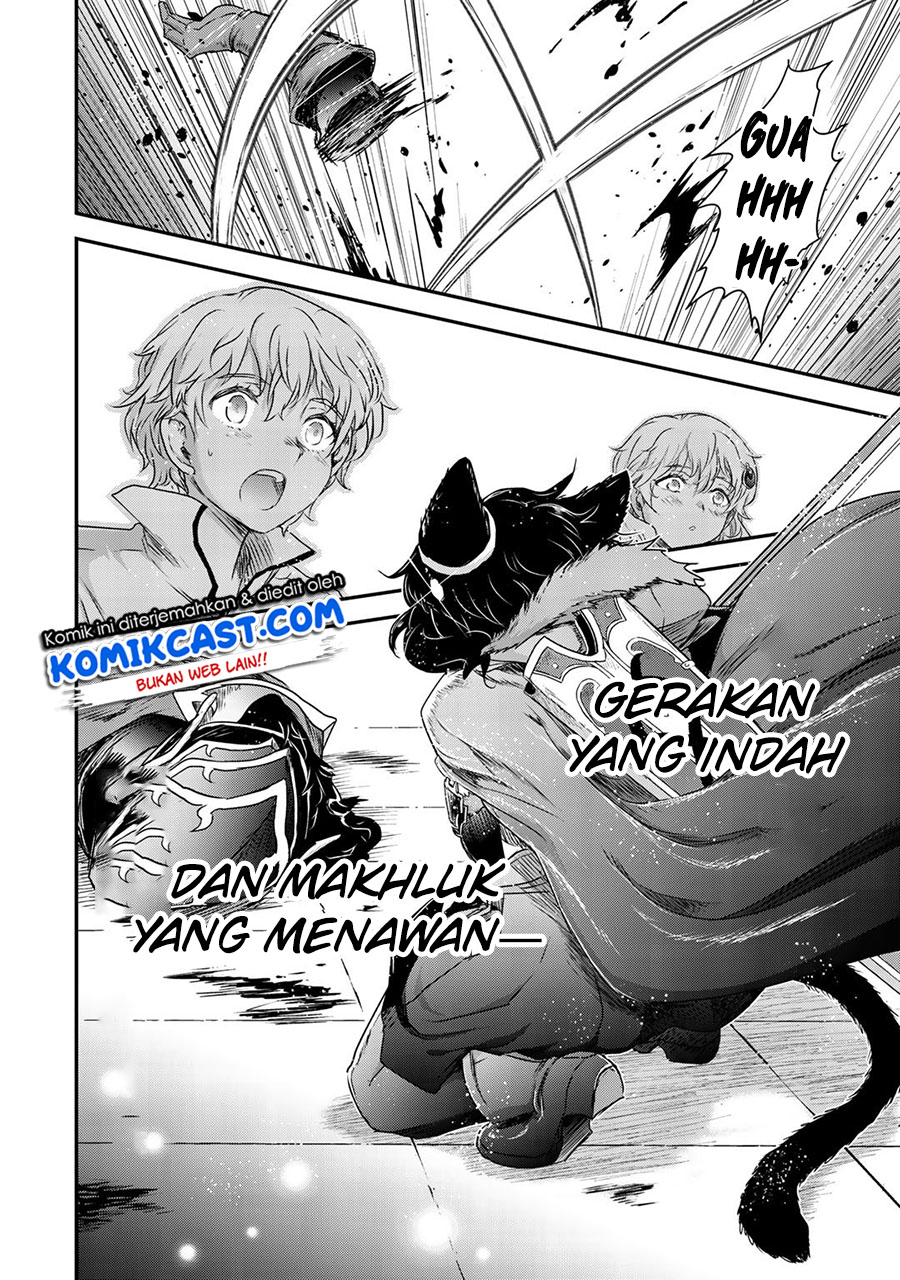 GUA
HHH
HH-
Komik ini diterjemahkan & diedit oleh
KOMIKCAST.COM
BUKAN WEB LAIN!!
GERAKAN
YANG INDAH
DAN MAKHLUK
YANG MENAWAN—